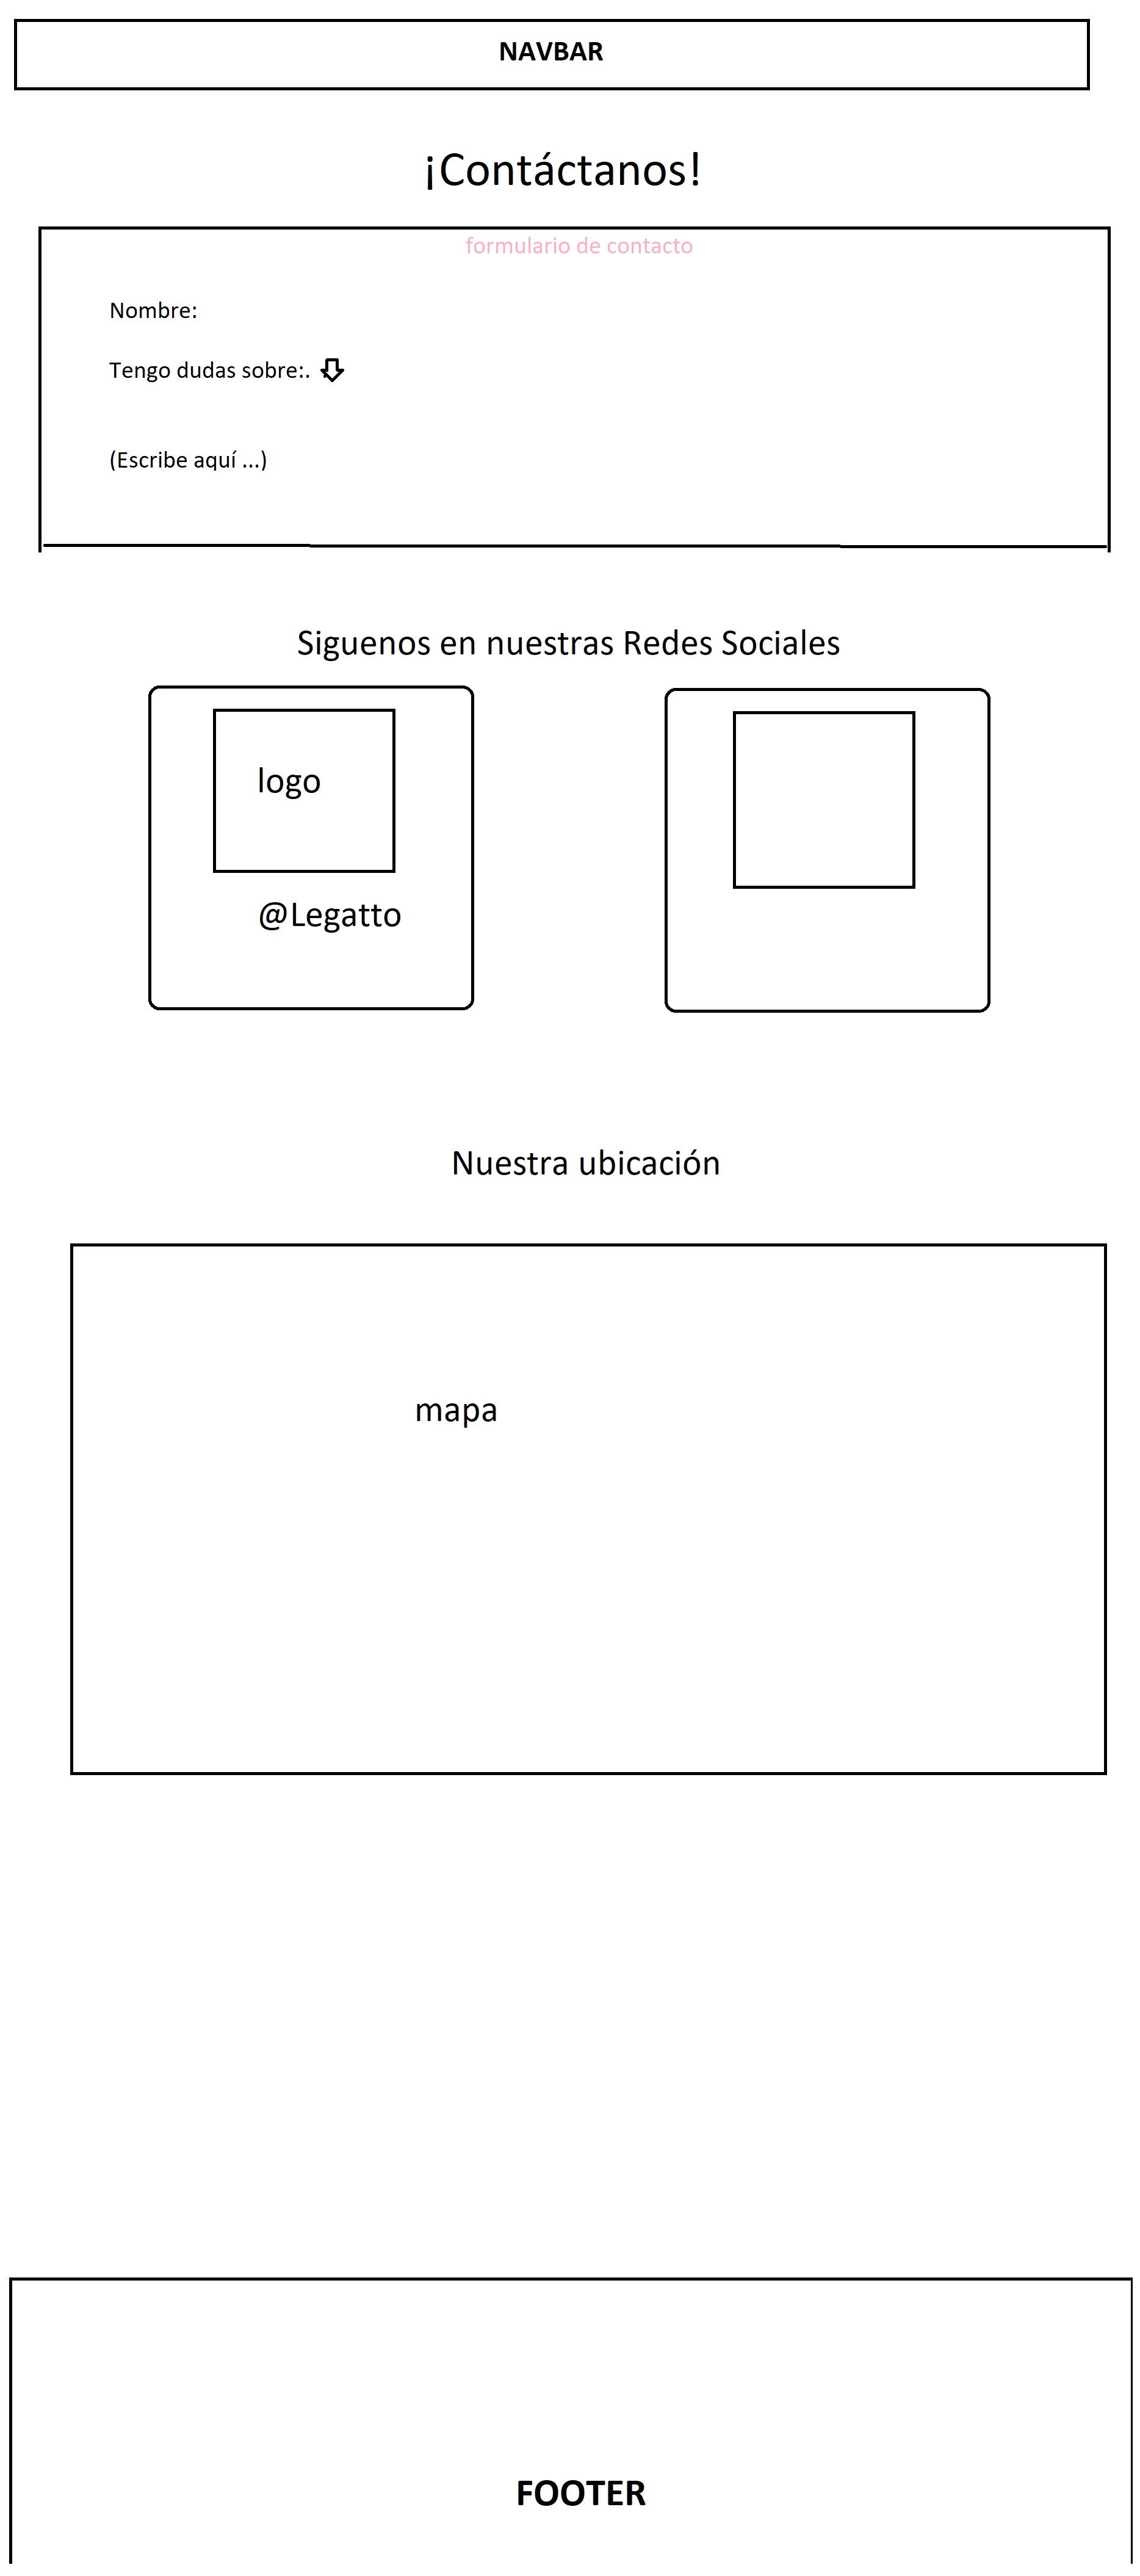 NAVBAR
¡Contáctanos!
formulario de contacto
Nombre:
Tengo dudas sobre:.
(Escribe aquí ...)
Siguenos en nuestras Redes Sociales
logo
@Legatto
Nuestra ubicación
mapa
FOOTER